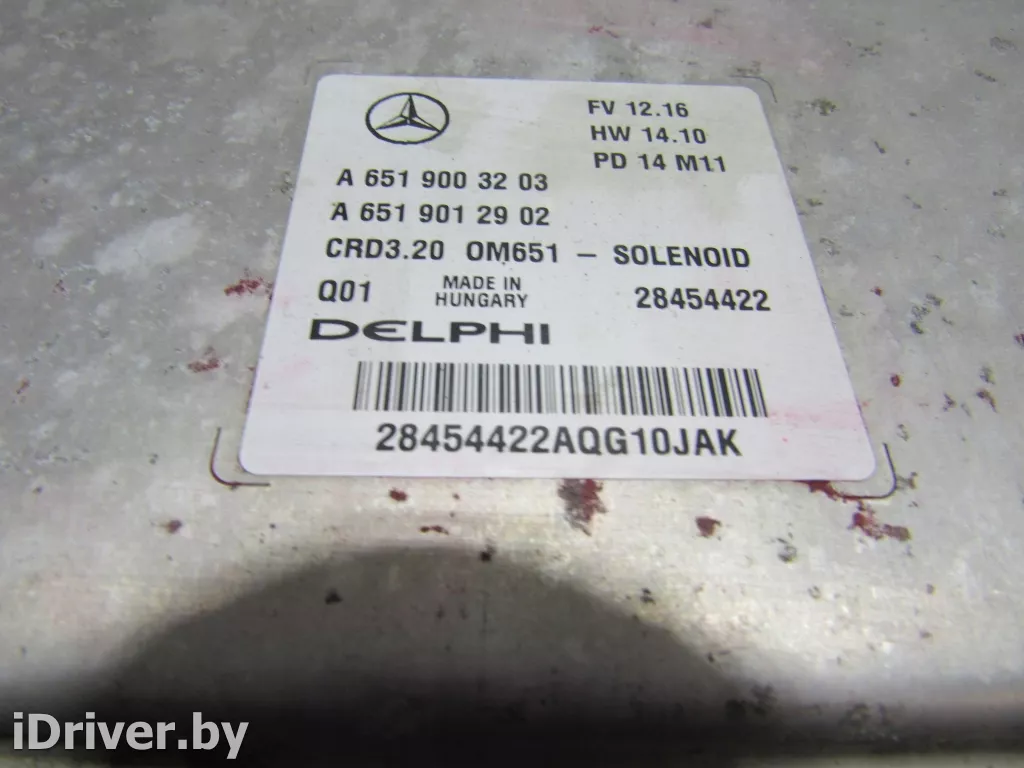 FV 12.16
HW 14.10
PD 14 M11
A 651 900 32 03
A 651 901 29 02
CRD3.20 OM651 – SOLENOID
Q01 MADE IN HUNGARY 28454422
DELPHI
28454422AQG10JAK
iDriver.by